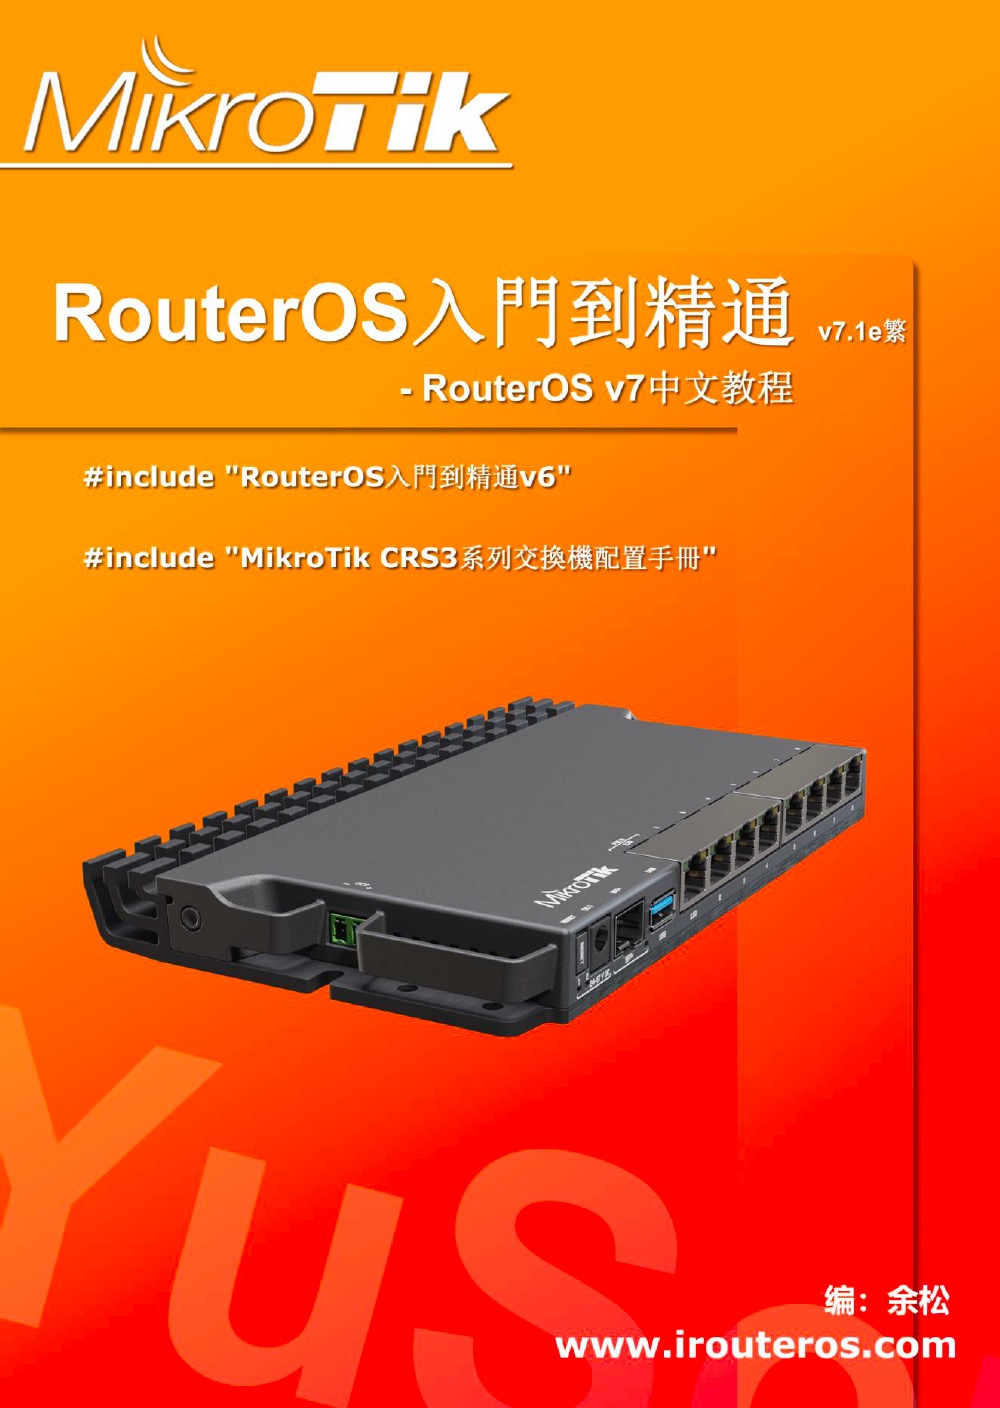 MikroTik
RouterOS入門到精通 v7.1e繁
- RouterOS v7中文教程
#include "RouterOS入門到精通v6"
#include "MikroTik CRS3系列交換機配置手冊"
MikroTik
YuSo
编：余松
www.irouteros.com